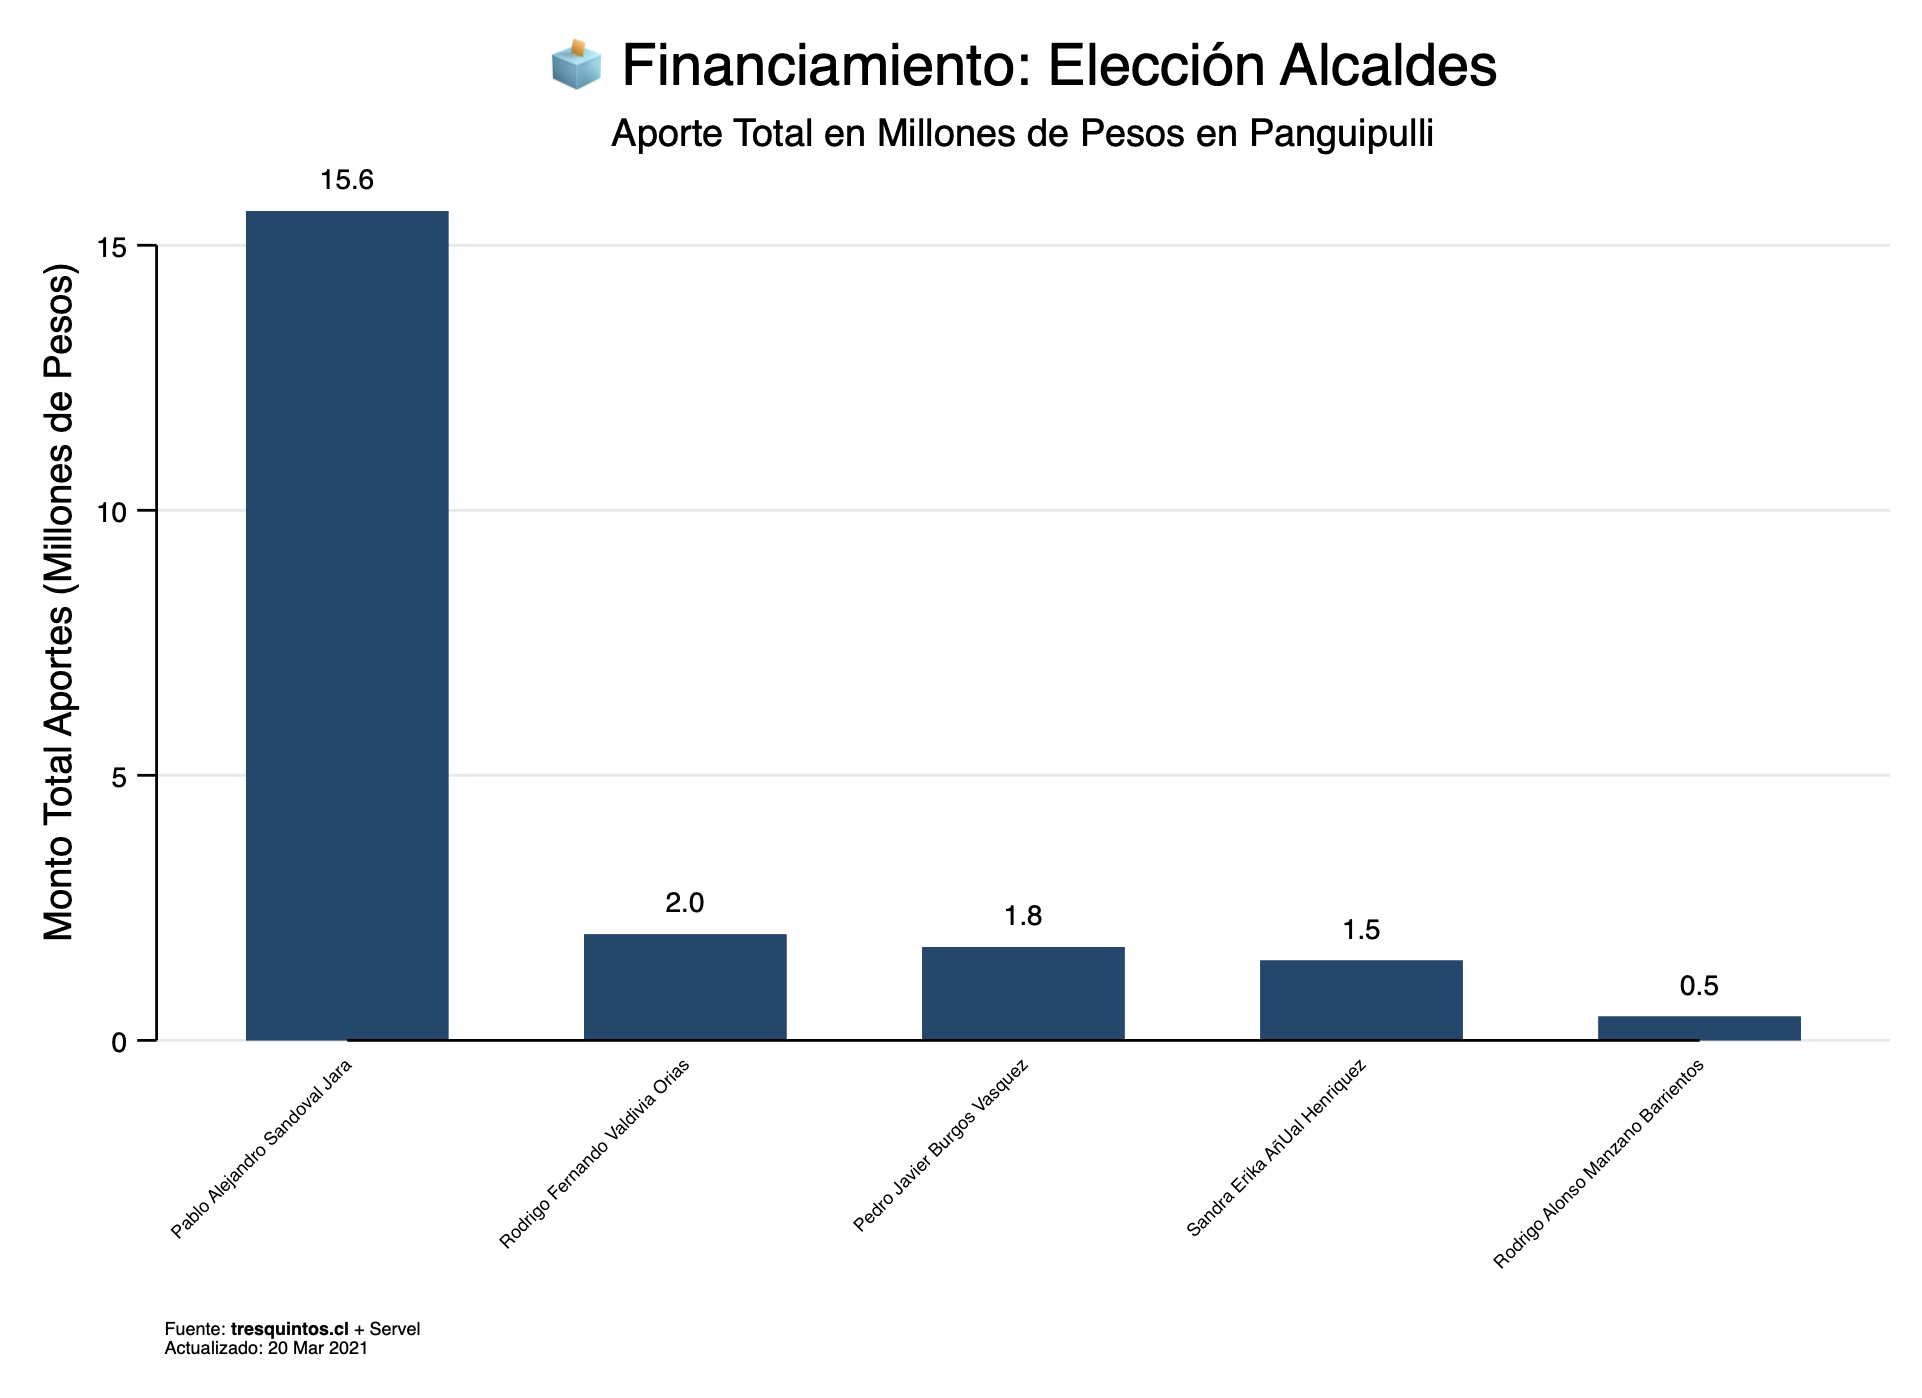 Financiamiento: Elección Alcaldes
Aporte Total en Millones de Pesos en Panguipulli
Monto Total Aportes (Millones de Pesos)
15
10
5
0
15.6
2.0
1.8
1.5
0.5
Pablo Alejandro Sandoval Jara
Rodrigo Fernando Valdivia Orias
Pedro Javier Burgos Vasquez
Sandra Erika AñUal Henriquez
Rodrigo Alonso Manzano Barrientos
Fuente: tresquintos.cl + Servel
Actualizado: 20 Mar 2021